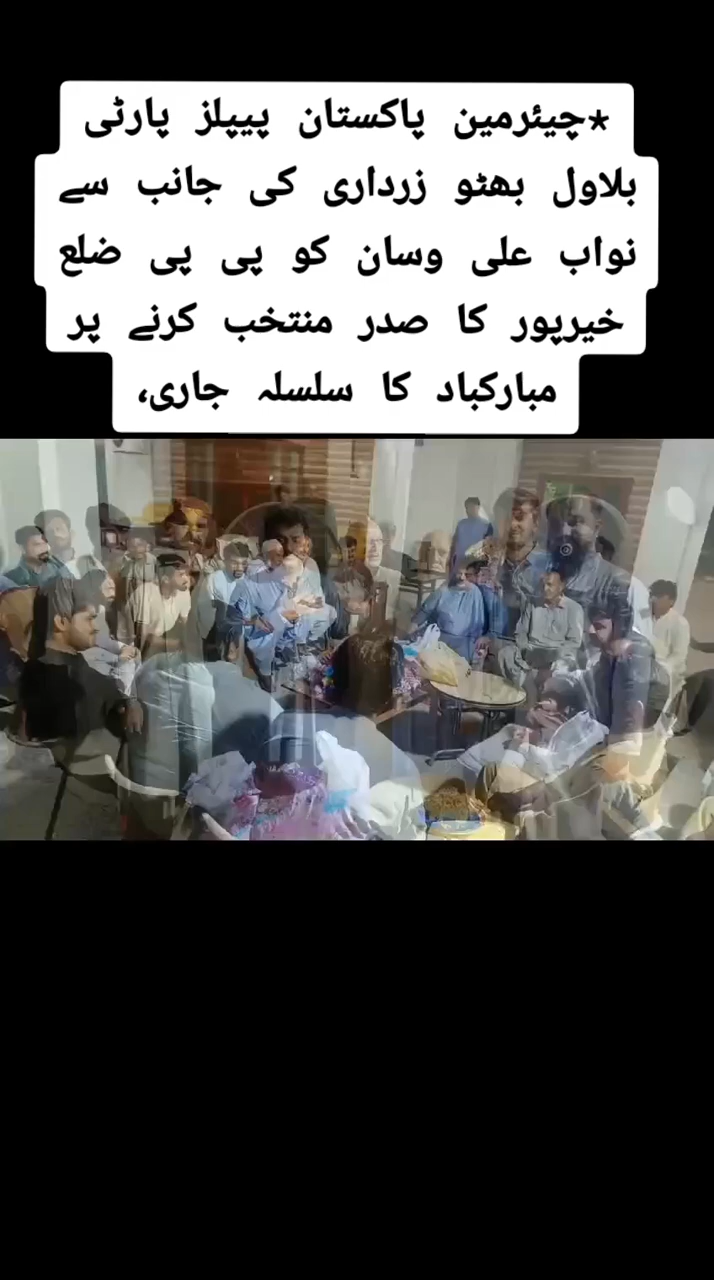 *چیئرمین پاکستان پیپلز پارٹی
بلاول بھٹو زرداری کی جانب سے
نواب علی وسان کو پی پی ضلع
خیرپور کا صدر منتخب کرنے پر
مبارکباد کا سلسلہ جاری،